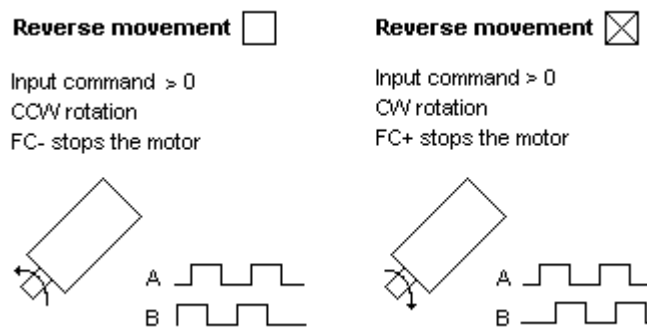 Reverse movement
Input command > 0
CCW rotation
FC- stops the motor
A
B
Reverse movement
Input command > 0
CW rotation
FC+ stops the motor
A
B